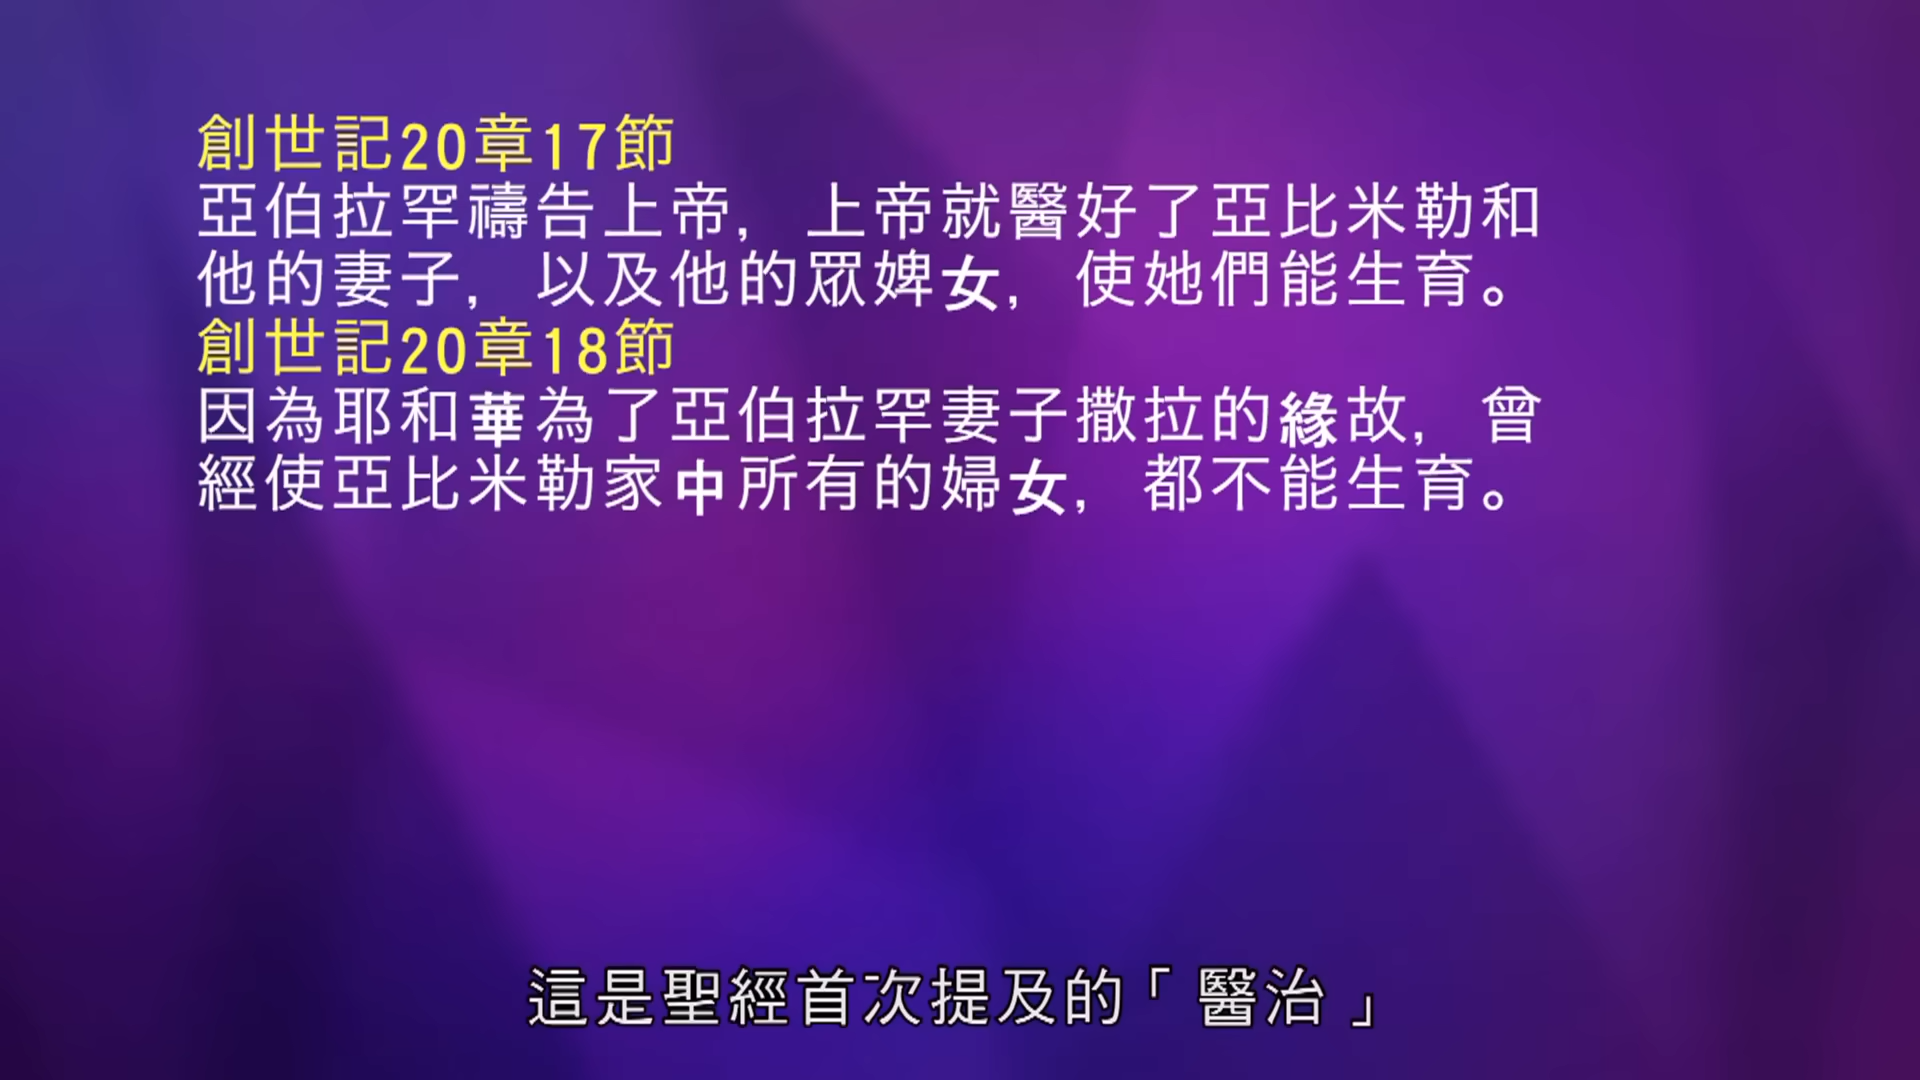 創世記20章17節
亞伯拉罕禱告上帝，上帝就醫好了亞比米勒和
他的妻子，以及他的眾婢女，使她們能生育。
創世記20章18節
因為耶和華為了亞伯拉罕妻子撒拉的緣故，曾
經使亞比米勒家中所有的婦女，都不能生育。
這是聖經首次提及的「醫治」